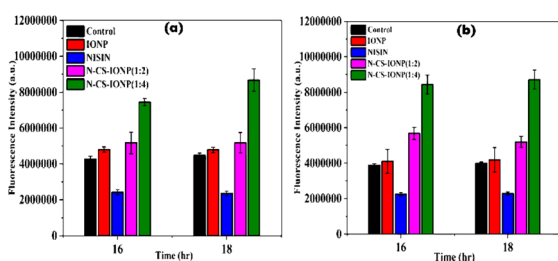 (a)
Control
IONP
NISIN
N-CS-IONP(1:2)
N-CS-IONP(1:4)
Fluorescence Intensity (a.u.)
12000000
10000000
8000000
6000000
4000000
2000000
0
16
18
Time (hr)
(b)
Control
IONP
NISIN
N-CS-IONP(1:2)
N-CS-IONP(1:4)
Fluorescence Intensity (a.u.)
12000000
10000000
8000000
6000000
4000000
2000000
0
16
18
Time (hr)